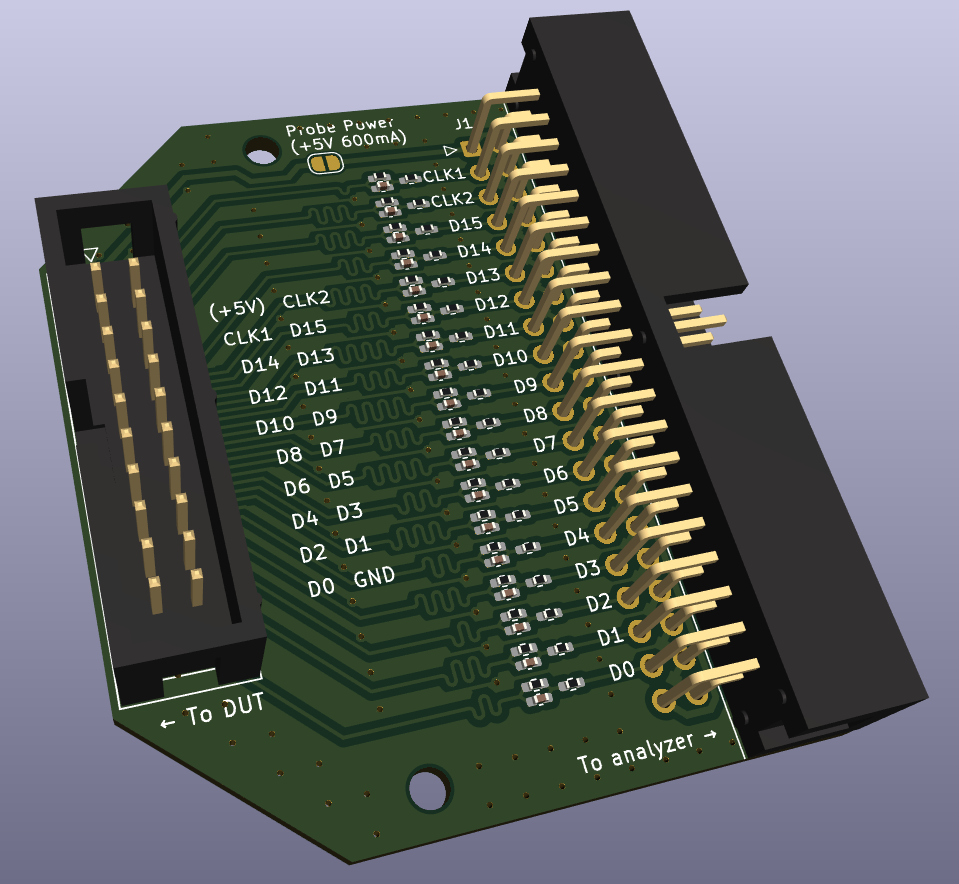 Probe Power
(+5V 600mA)
J1
CLK1
CLK2
D15
D14
D13
D12
D11
D10
D9
D8
D7
D6
D5
D4
D3
D2
D1
D0
(+5V) CLK2
CLK1 D15
D14 D13
D12 D11
D10 D9
D8 D7
D6 D5
D4 D3
D2 D1
D0 GND
← To DUT
To analyzer →